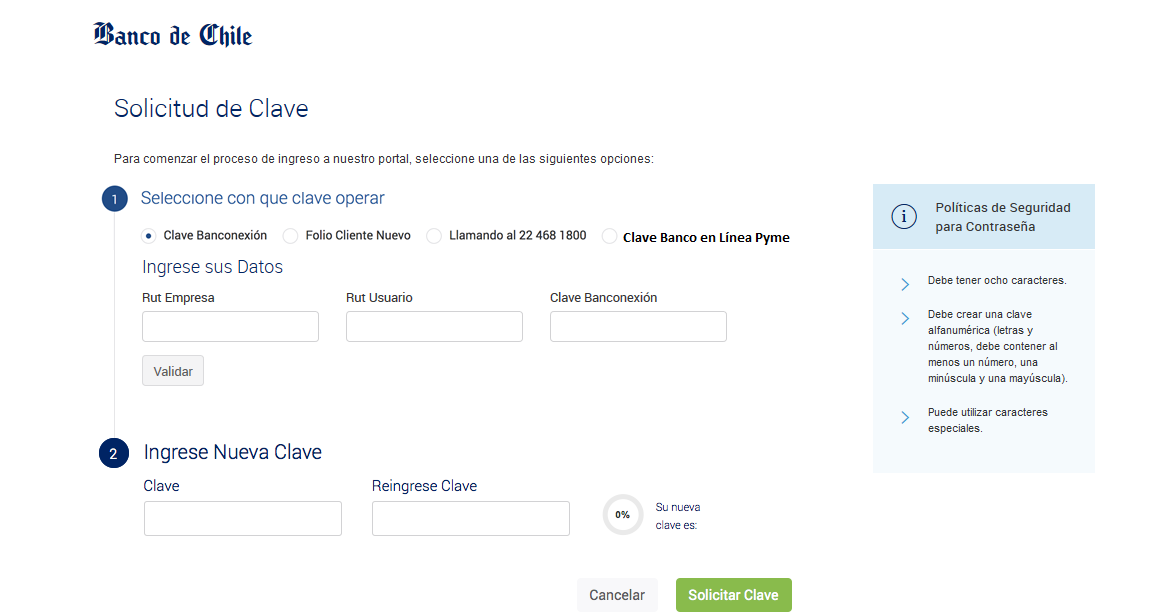 Banco de Chile
Solicitud de Clave
Para comenzar el proceso de ingreso a nuestro portal, seleccione una de las siguientes opciones:
1 Seleccione con que clave operar
Clave Banconexión Folio Cliente Nuevo Llamando al 22 468 1800 Clave Banco en Línea Pyme
Ingrese sus Datos
Rut Empresa Rut Usuario Clave Banconexión
Validar
2 Ingrese Nueva Clave
Clave Reingrese Clave
0% Su nueva
clave es:
Cancelar Solicitar Clave
i Políticas de Seguridad
para Contraseña
Debe tener ocho caracteres.
Debe crear una clave
alfanumérica (letras y
números, debe contener al
menos un número, una
minúscula y una mayúscula).
Puede utilizar caracteres
especiales.